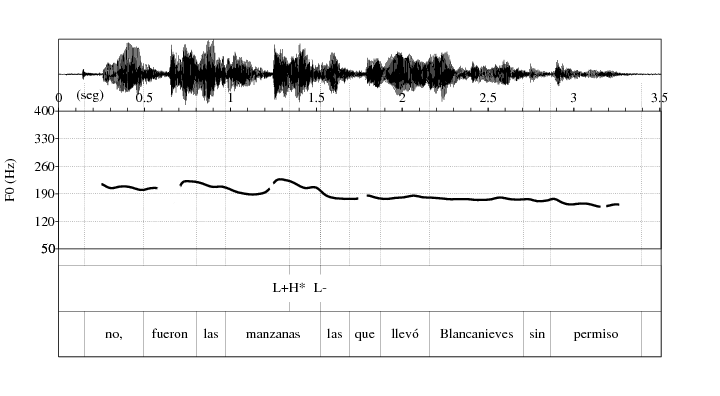 0 (seg) 0.5 1 1.5 2 2.5 3 3.5
400
330
260
190
120
50
F0 (Hz)
L+H* L-
no, fueron las manzanas las que llevó Blancanieves sin permiso